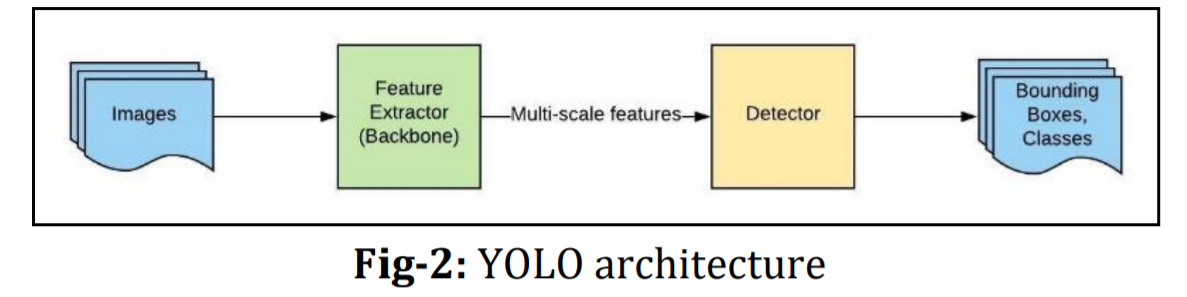 Images
Feature
Extractor
(Backbone)
Multi-scale features
Detector
Bounding
Boxes,
Classes
Fig-2: YOLO architecture